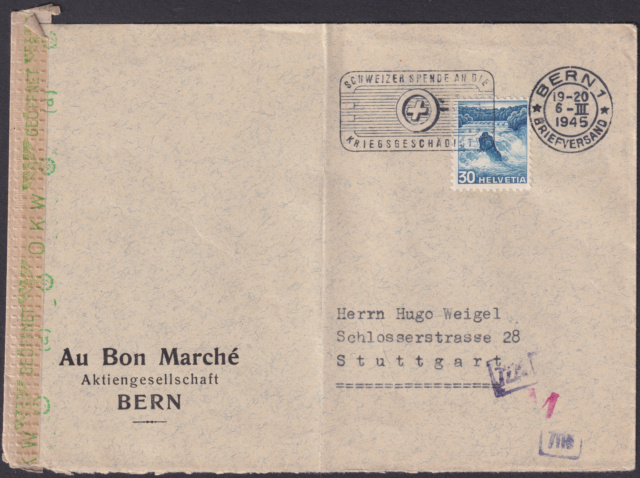 SCHWEIZER SPENDE AN DIE
KRIEGSGESCHÄDIGT
BERN 1
19-20
6-III
1945
BRIEFVERSAND
30 HELVETIA
GEÖFFNET
OKW
Herrn Hugo Weigel
Schlosserstrasse 28
Stuttgart
Au Bon Marché
Aktiengesellschaft
BERN